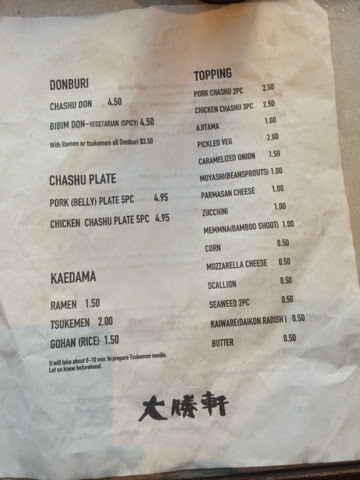 DONBURI
CHASHU DON 4.50
BIBIM DON-VEGETARIAN (SPICY) 4.50
With Ramen or tsukemen all Donburi $3.50
CHASHU PLATE
PORK (BELLY) PLATE 5PC 4.95
CHICKEN CHASHU PLATE 5PC 4.95
KAEDAMA
RAMEN 1.50
TSUKEMEN 2.00
GOHAN (RICE) 1.50
It will take about 8-10 min. to prepare Tsukemen noodle.
Let us know beforehand.
TOPPING
PORK CHASHU 2PC 2.50
CHICKEN CHASHU 3PC 2.50
AJITAMA 1.00
PICKLED VEG 2.00
CARAMELIZED ONION 1.50
MOYASHI(BEANSPROUTS) 1.00
PARMASAN CHEESE 1.00
ZUCCHINI 1.00
MEMMNA(BAMBOO SHOOT) 1.00
CORN 0.50
MOZZARELLA CHEESE 0.50
SCALLION 0.50
SEAWEED 2PC 0.50
KAIWARE(DAIKON RADISH ) 0.50
BUTTER 0.50
大勝軒